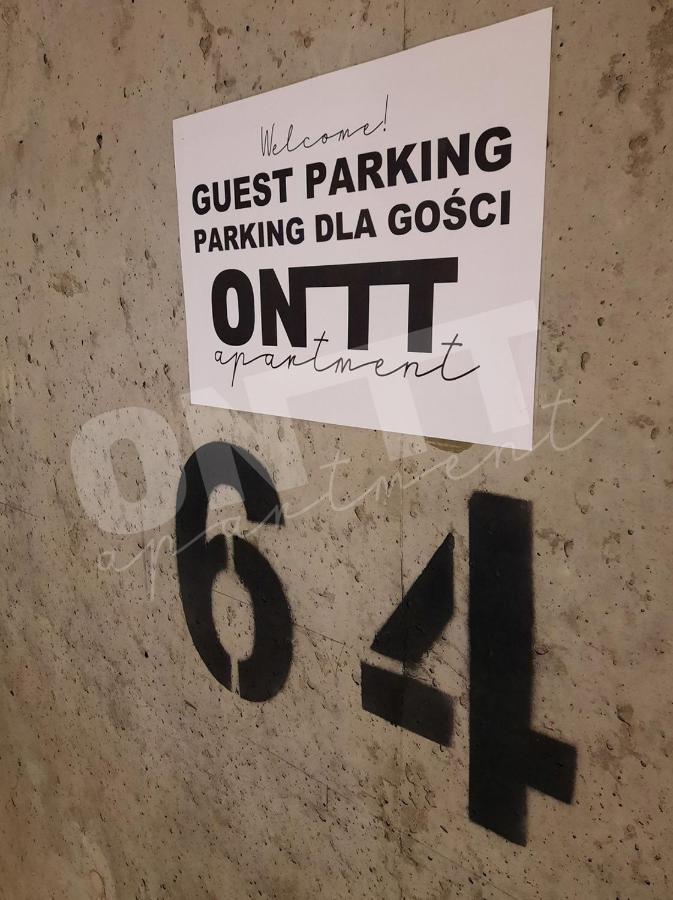 Welcome!
GUEST PARKING
PARKING DLA GOŚCI
ONTT
apartment
ONTT
apartment
64